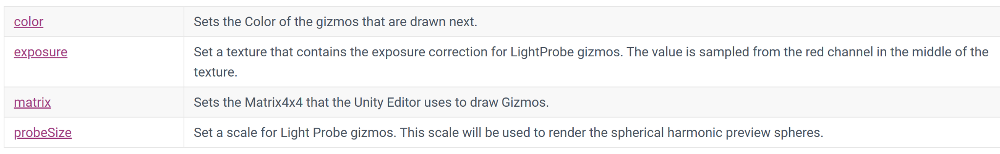 color Sets the Color of the gizmos that are drawn next.
exposure Set a texture that contains the exposure correction for LightProbe gizmos. The value is sampled from the red channel in the middle of the
texture.
matrix Sets the Matrix4x4 that the Unity Editor uses to draw Gizmos.
probeSize Set a scale for Light Probe gizmos. This scale will be used to render the spherical harmonic preview spheres.